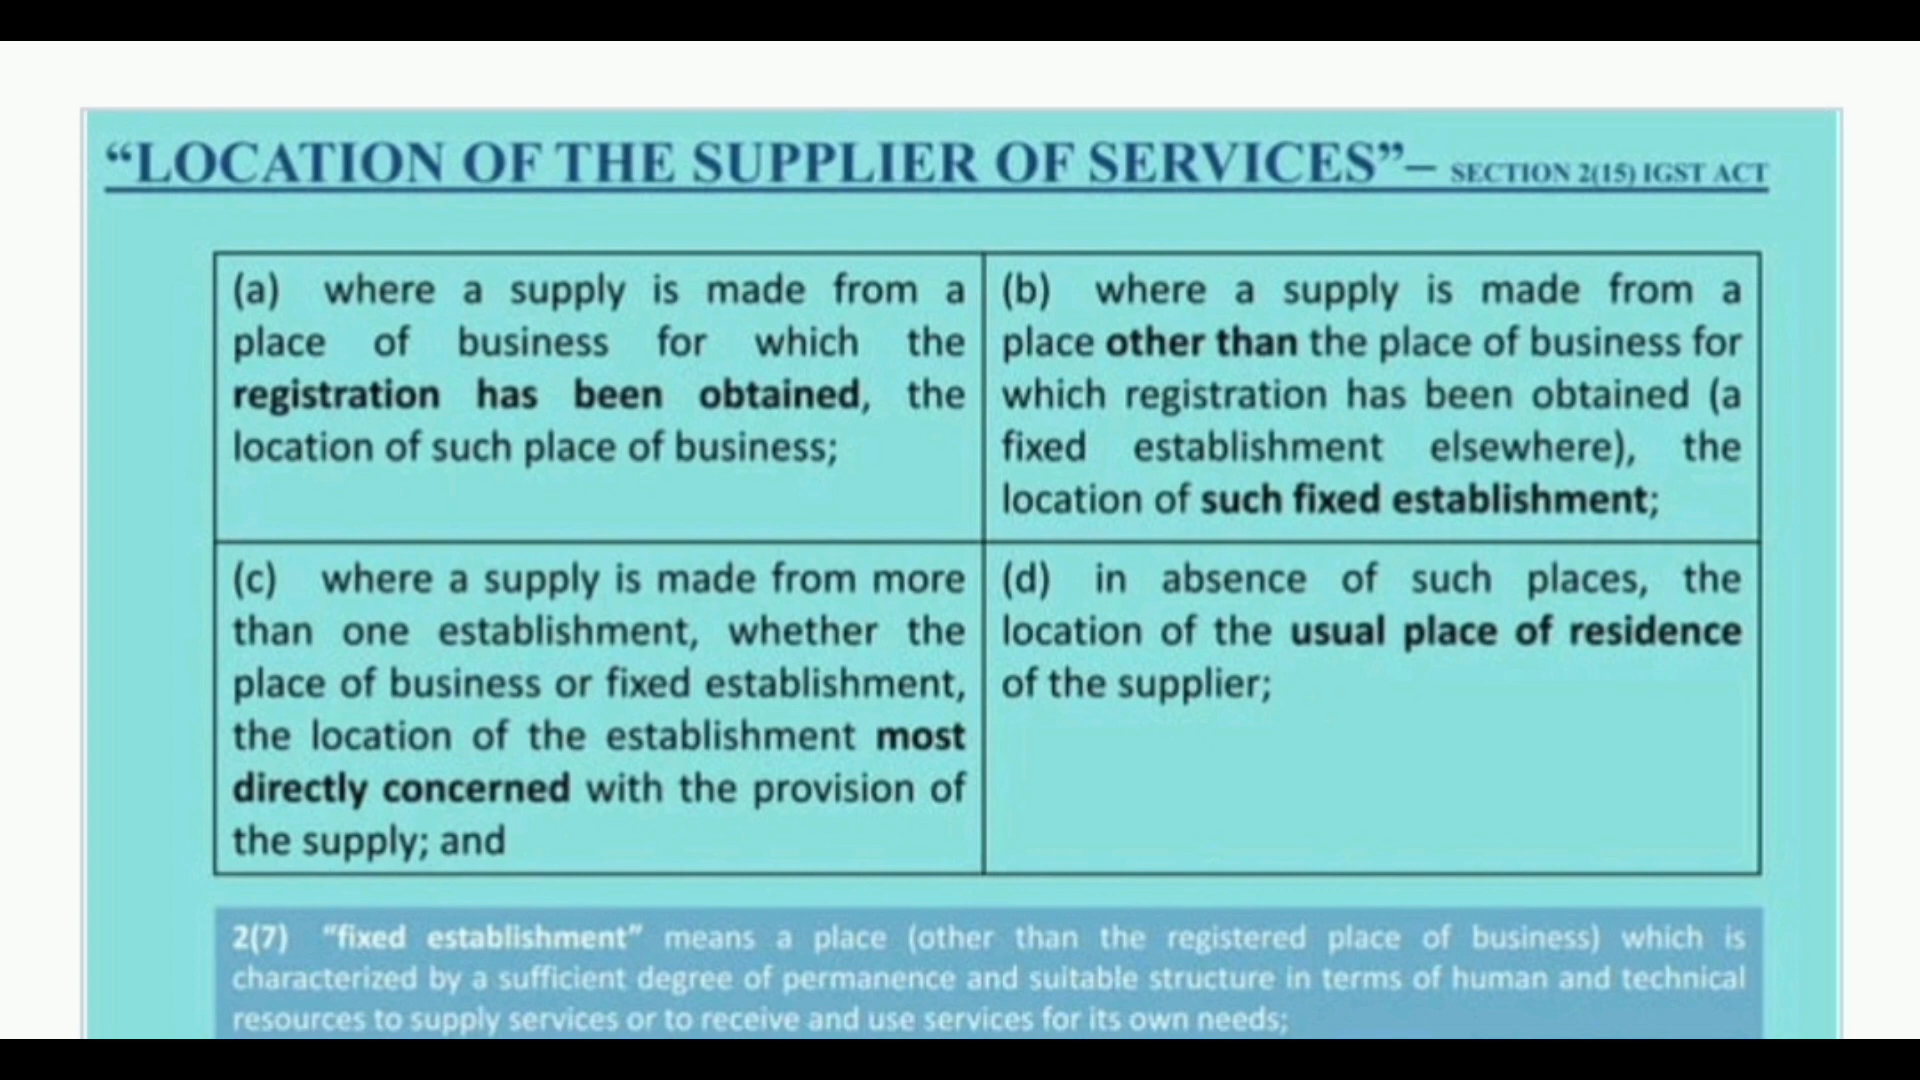 “LOCATION OF THE SUPPLIER OF SERVICES”– SECTION 2(15) IGST ACT
(a) where a supply is made from a
place of business for which the
registration has been obtained, the
location of such place of business;
(b) where a supply is made from a
place other than the place of business for
which registration has been obtained (a
fixed establishment elsewhere), the
location of such fixed establishment;
(c) where a supply is made from more
than one establishment, whether the
place of business or fixed establishment,
the location of the establishment most
directly concerned with the provision of
the supply; and
(d) in absence of such places, the
location of the usual place of residence
of the supplier;
2(7) “fixed establishment” means a place (other than the registered place of business) which is
characterized by a sufficient degree of permanence and suitable structure in terms of human and technical
resources to supply services or to receive and use services for its own needs;